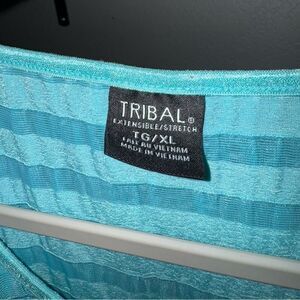 TRIBAL®
EXTENSIBLE/STRETCH
TG/XL
FAIT AU VIETNAM
MADE IN VIETNAM